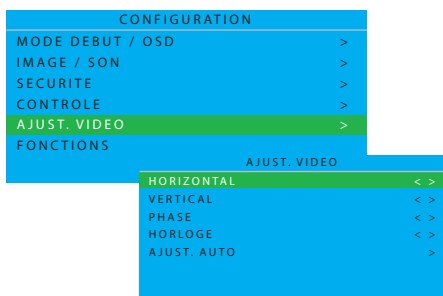 CONFIGURATION
MODE DEBUT / OSD >
IMAGE / SON >
SECURITE >
CONTROLE >
AJUST. VIDEO >
FONCTIONS
AJUST. VIDEO
HORIZONTAL < >
VERTICAL < >
PHASE < >
HORLOGE < >
AJUST. AUTO >